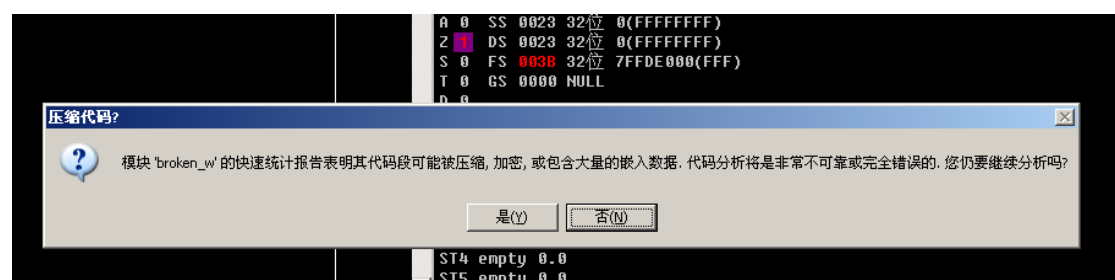 A 0 SS 0023 32位 0(FFFFFFFF)
Z 1 DS 0023 32位 0(FFFFFFFF)
S 0 FS 003B 32位 7FFDE000(FFF)
T 0 GS 0000 NULL
D 0
压缩代码?
模块 'broken_w' 的快速统计报告表明其代码段可能被压缩, 加密, 或包含大量的嵌入数据. 代码分析将是非常不可靠或完全错误的. 您仍要继续分析吗?
是(Y)
否(N)
ST4 empty 0.0
ST5 empty 0.0